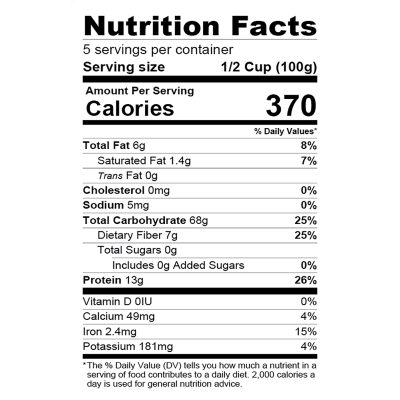 Nutrition Facts
5 servings per container
Serving size 1/2 Cup (100g)
Amount Per Serving
Calories 370
% Daily Values*
Total Fat 6g 8%
Saturated Fat 1.4g 7%
Trans Fat 0g
Cholesterol 0mg 0%
Sodium 5mg 0%
Total Carbohydrate 68g 25%
Dietary Fiber 7g 25%
Total Sugars 0g
Includes 0g Added Sugars 0%
Protein 13g 26%
Vitamin D 0IU 0%
Calcium 49mg 4%
Iron 2.4mg 15%
Potassium 181mg 4%
*The % Daily Value (DV) tells you how much a nutrient in a
serving of food contributes to a daily diet. 2,000 calories a
day is used for general nutrition advice.